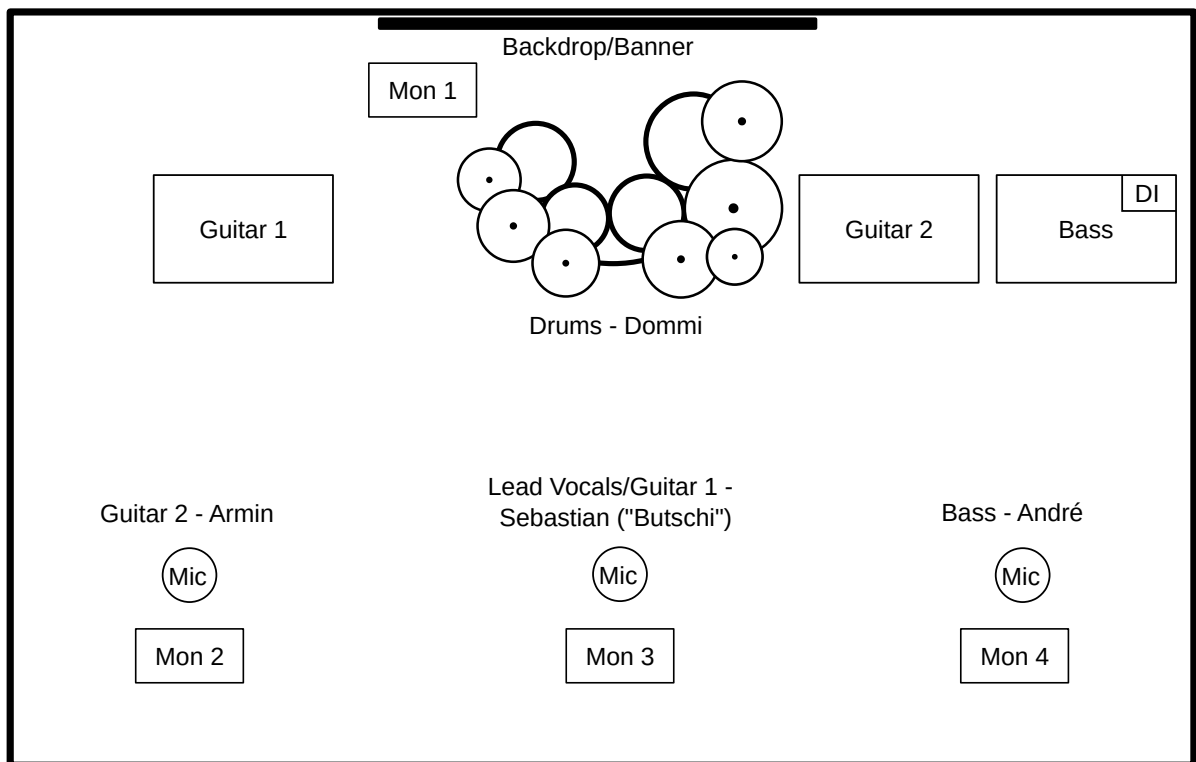 Backdrop/Banner
Mon 1
Guitar 1
Guitar 2
Bass
DI
Drums - Dommi
Guitar 2 - Armin
Lead Vocals/Guitar 1 -
Sebastian ("Butschi")
Bass - André
Mic
Mic
Mic
Mon 2
Mon 3
Mon 4